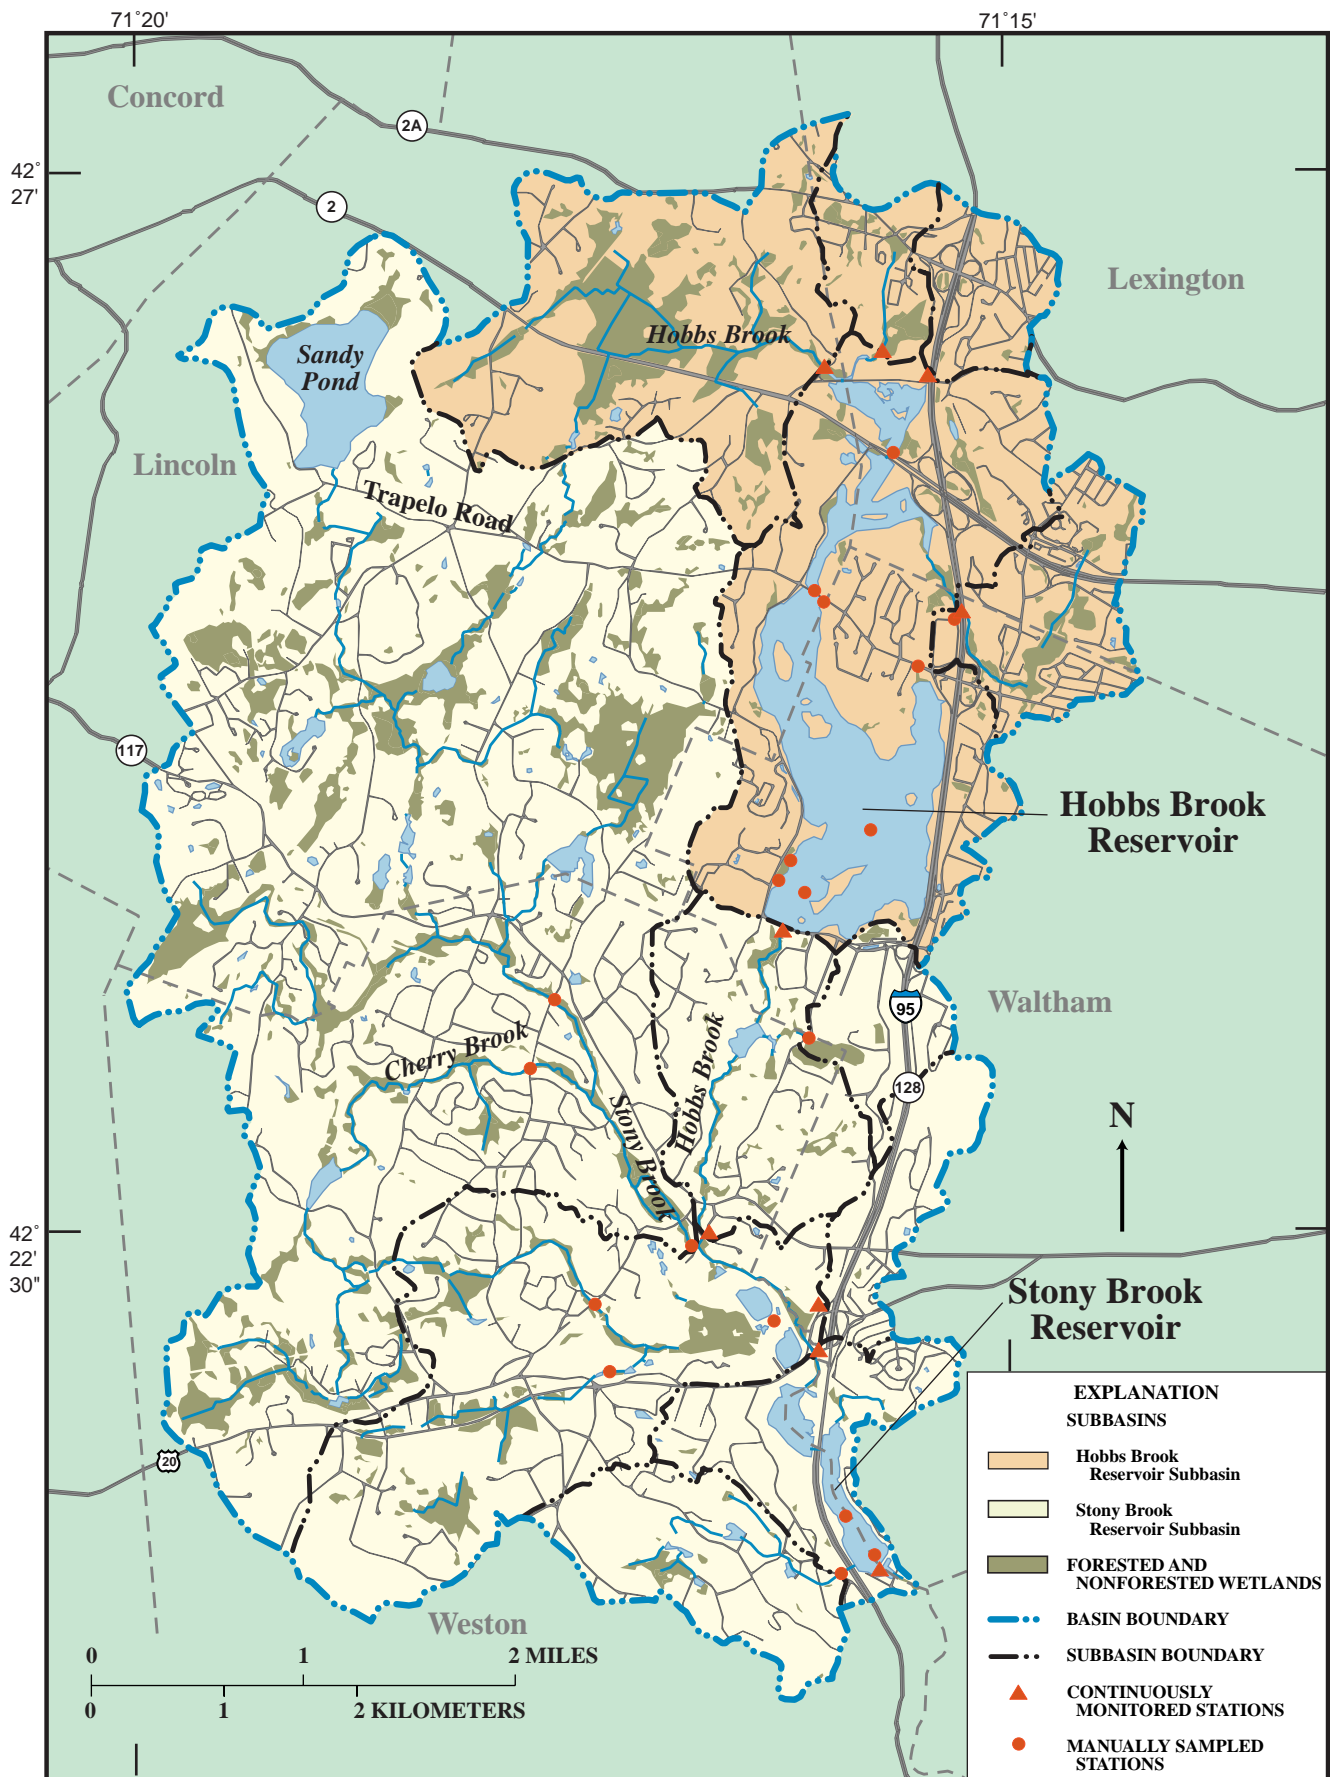 71°20'
71°15'
Concord
2A
42°
27'
2
Lexington
Hobbs Brook
Sandy
Pond
Lincoln
Trapelo Road
117
Hobbs Brook
Reservoir
Waltham
95
Cherry Brook
Hobbs Brook
128
Stony Brook
N
42°
22'
30"
Stony Brook
Reservoir
20
Weston
0 1 2 MILES
0 1 2 KILOMETERS
EXPLANATION
SUBBASINS
Hobbs Brook
Reservoir Subbasin
Stony Brook
Reservoir Subbasin
FORESTED AND
NONFORESTED WETLANDS
BASIN BOUNDARY
SUBBASIN BOUNDARY
CONTINUOUSLY
MONITORED STATIONS
MANUALLY SAMPLED
STATIONS